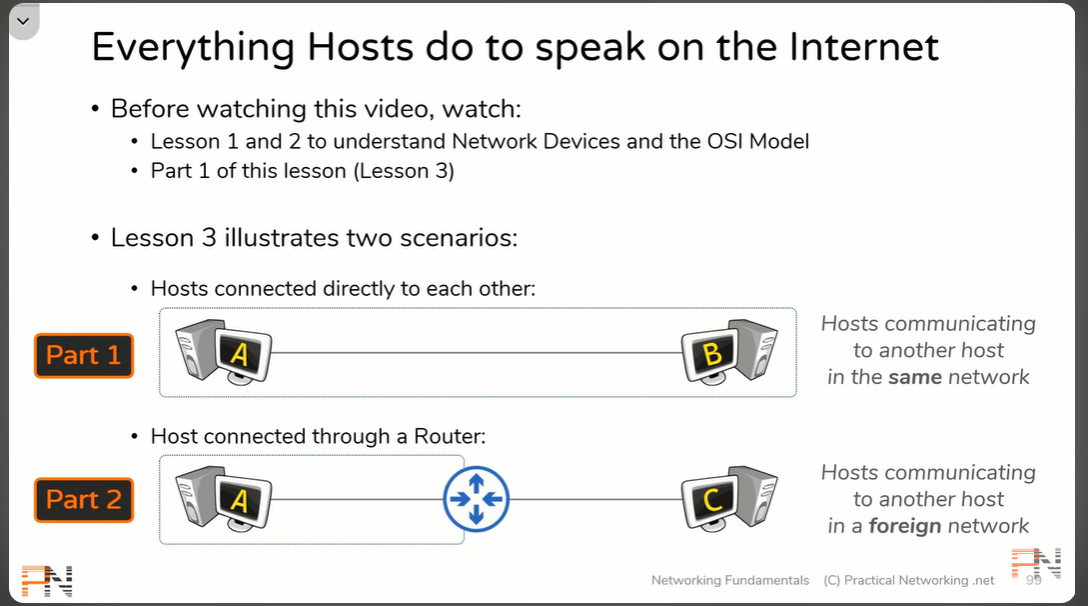 Everything Hosts do to speak on the Internet
• Before watching this video, watch:
• Lesson 1 and 2 to understand Network Devices and the OSI Model
• Part 1 of this lesson (Lesson 3)
• Lesson 3 illustrates two scenarios:
• Hosts connected directly to each other:
Part 1
A
B
Hosts communicating
to another host
in the same network
• Host connected through a Router:
Part 2
A
C
Hosts communicating
to another host
in a foreign network
PN
Networking Fundamentals (C) Practical Networking .net
99
PN